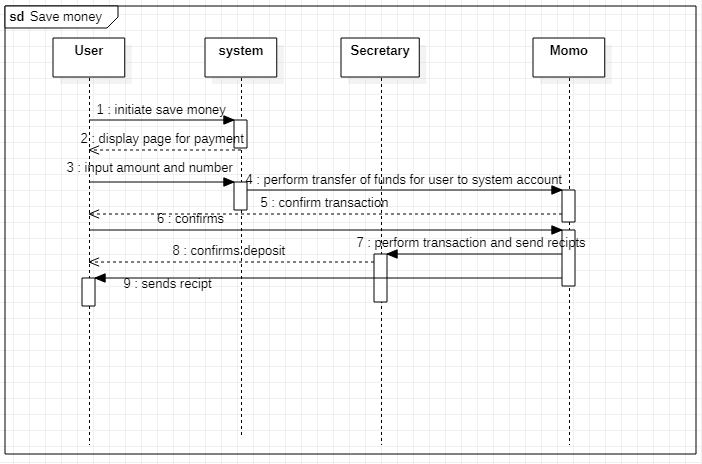 sd Save money
User
system
Secretary
Momo
1 : initiate save money
2 : display page for payment
3 : input amount and number
4 : perform transfer of funds for user to system account
5 : confirm transaction
6 : confirms
7 : perform transaction and send recipts
8 : confirms deposit
9 : sends recipt